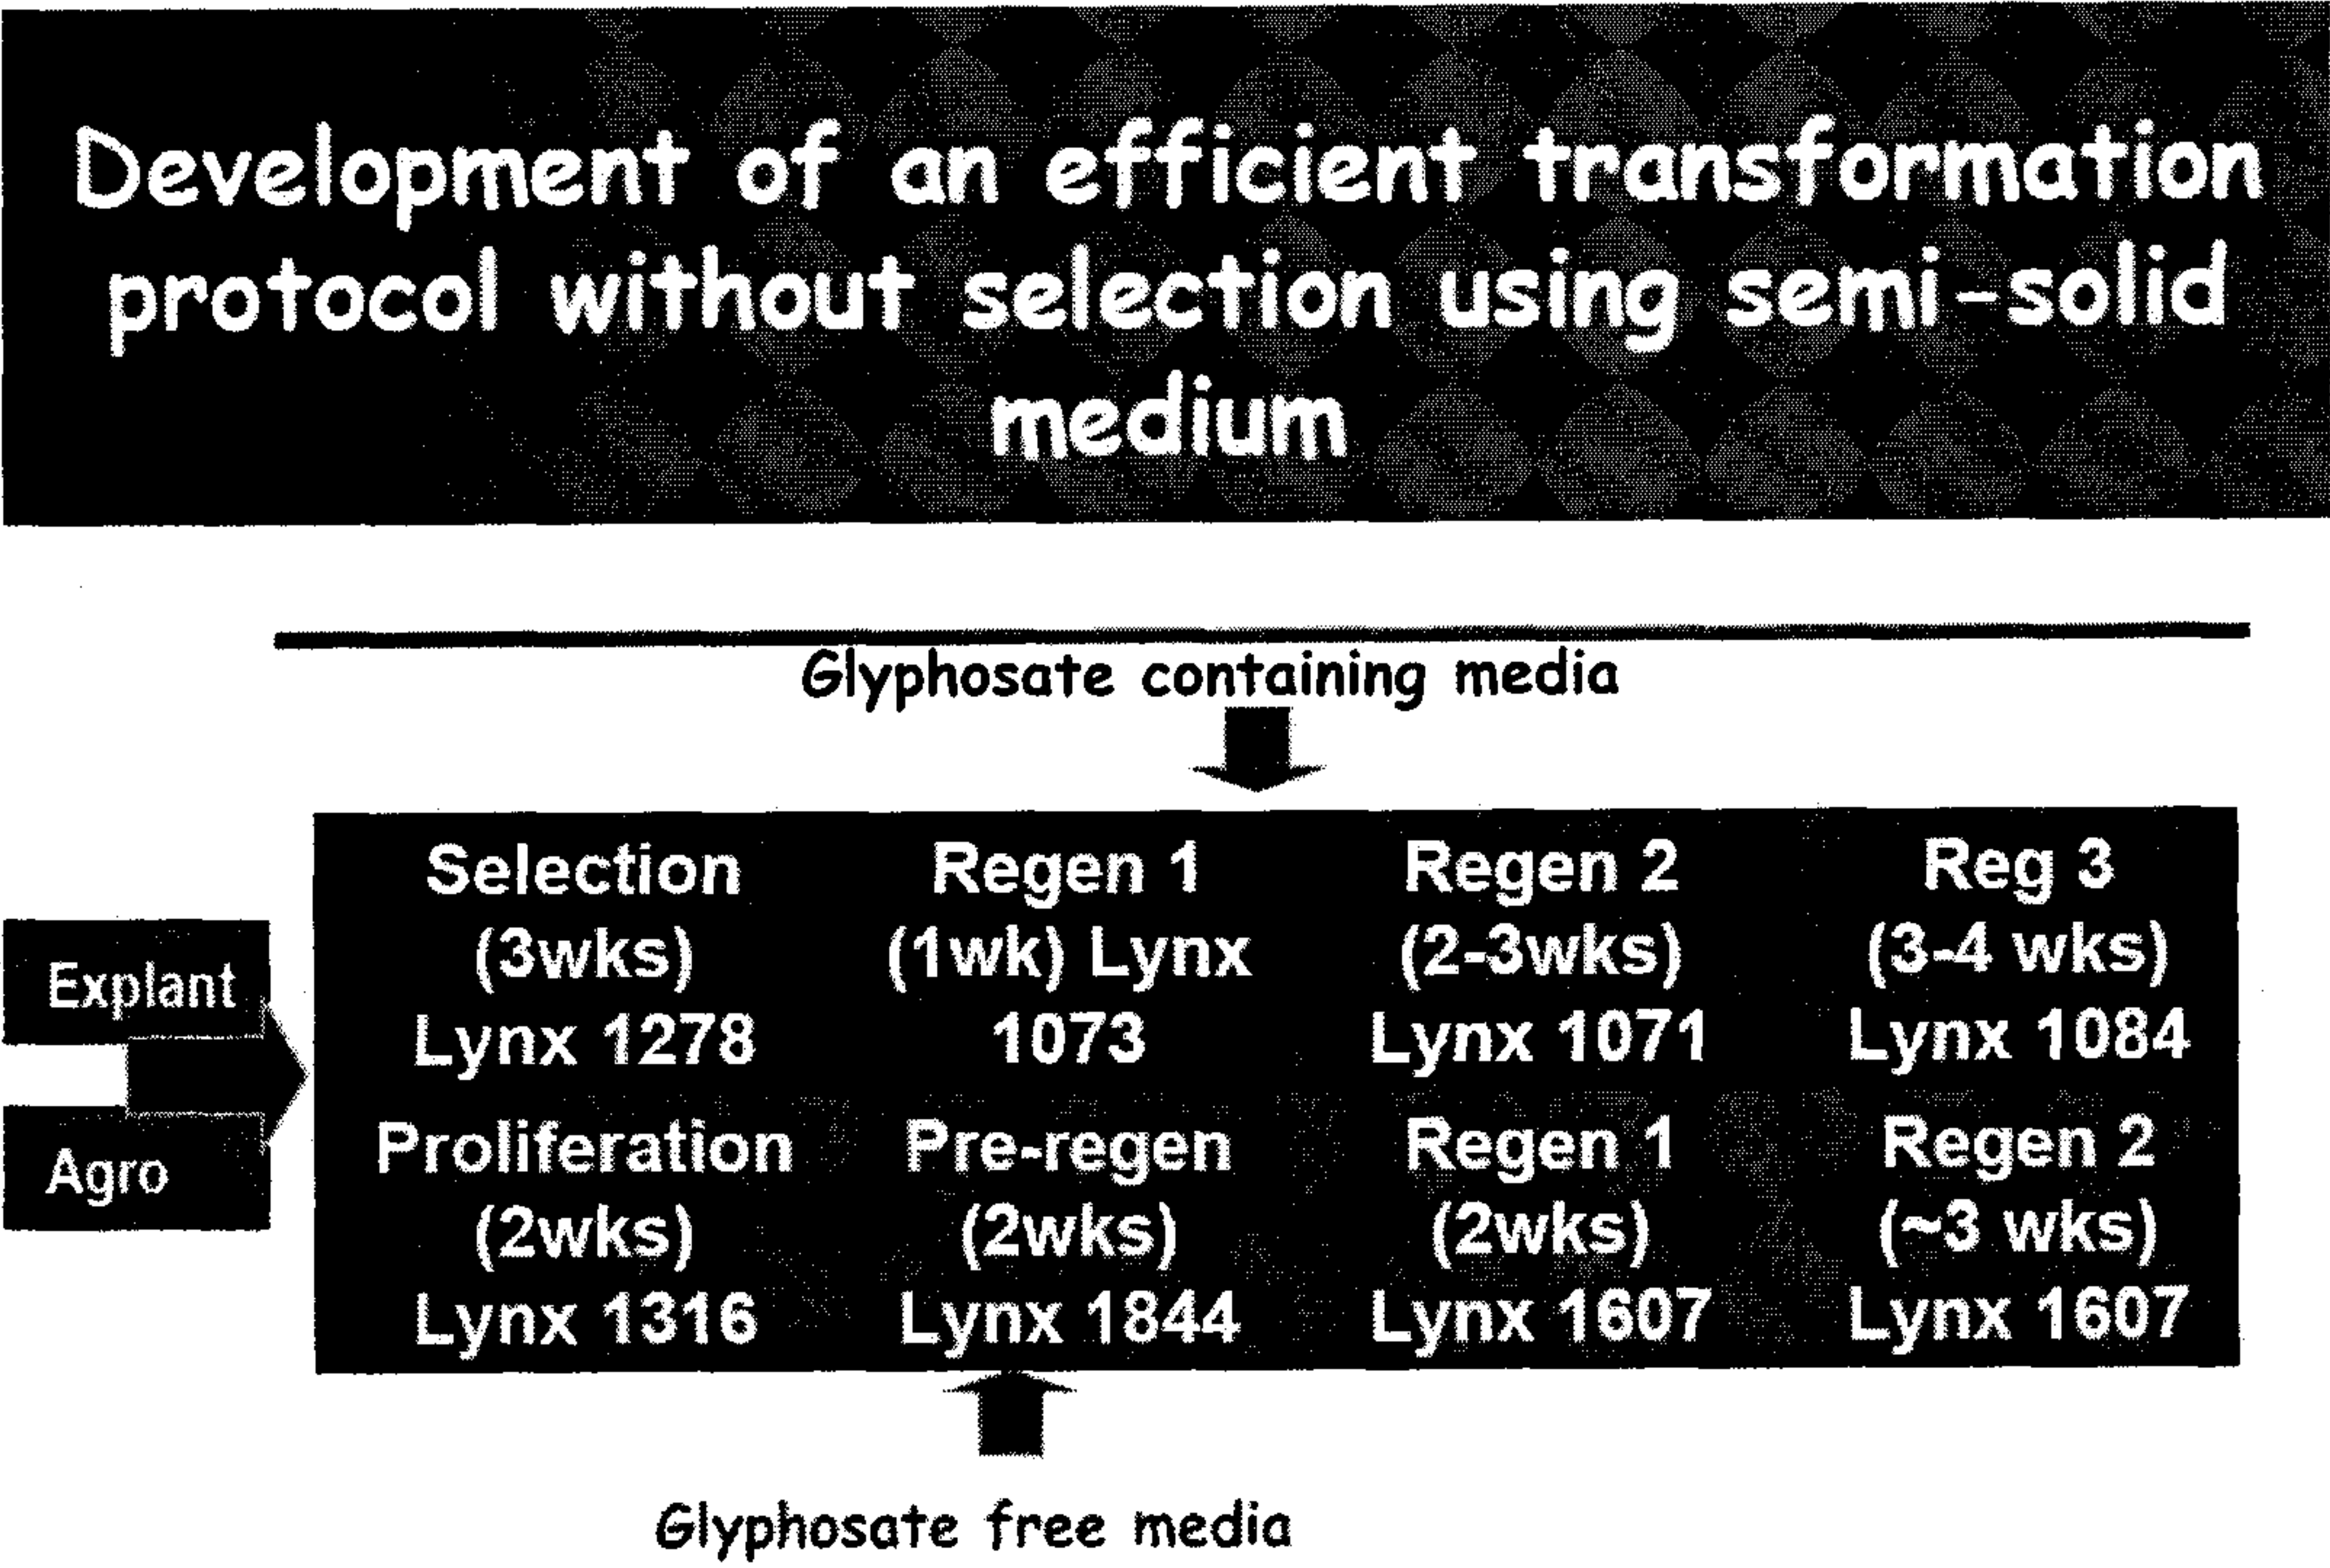 Development of an efficient transformation
protocol without selection using semi-solid
medium
Glyphosate containing media
Explant
Agro
Selection
(3wks)
Lynx 1278
Regen 1
(1wk) Lynx
1073
Regen 2
(2-3wks)
Lynx 1071
Reg 3
(3-4 wks)
Lynx 1084
Proliferation
(2wks)
Lynx 1316
Pre-regen
(2wks)
Lynx 1844
Regen 1
(2wks)
Lynx 1607
Regen 2
(~3 wks)
Lynx 1607
Glyphosate free media